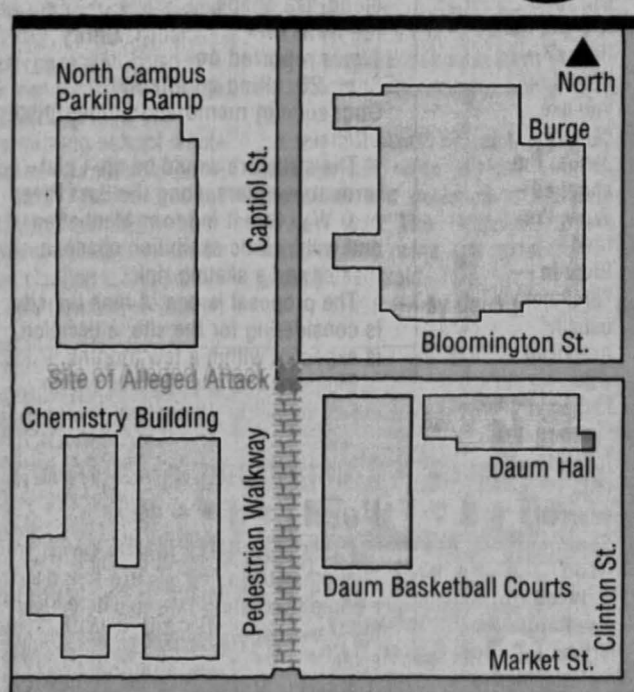 North
North Campus
Parking Ramp
Captiol St.
Burge
Bloomington St.
Site of Alleged Attack
Chemistry Building
Pedestrian Walkway
Daum Hall
Daum Basketball Courts
Clinton St.
Market St.